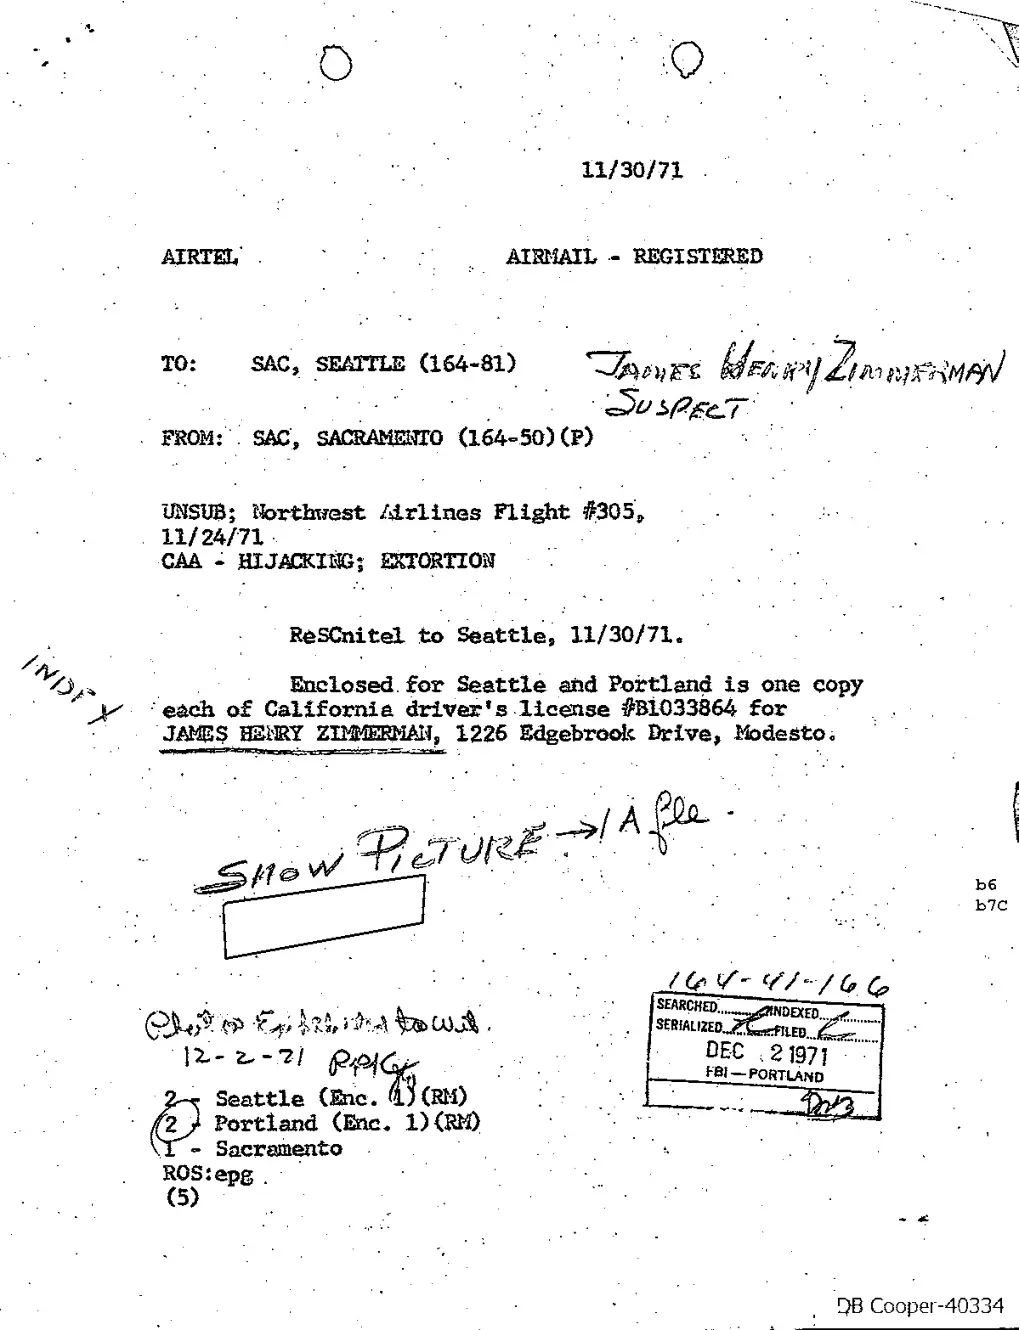 11/30/71
AIRTEL AIRMAIL - REGISTERED
TO: SAC, SEATTLE (164-81)
JAMES HENRY ZIMMERMAN
SUSPECT
FROM: SAC, SACRAMENTO (164-50)(P)
UNSUB; Northwest Airlines Flight #305,
11/24/71
CAA - HIJACKING; EXTORTION
ReSCnitel to Seattle, 11/30/71.
INDEX
Enclosed for Seattle and Portland is one copy
each of California driver's license #B1033864 for
JAMES HENRY ZIMMERMAN, 1226 Edgebrook Drive, Modesto.
SHOW PICTURE → 1 A file
b6
b7C
164-41-166
SEARCHED INDEXED
SERIALIZED FILED
DEC 2 1971
FBI — PORTLAND
to Wit.
12-2-71
2 - Seattle (Enc. 1)(RM)
2 - Portland (Enc. 1)(RM)
1 - Sacramento
ROS:epg
(5)
DB Cooper-40334